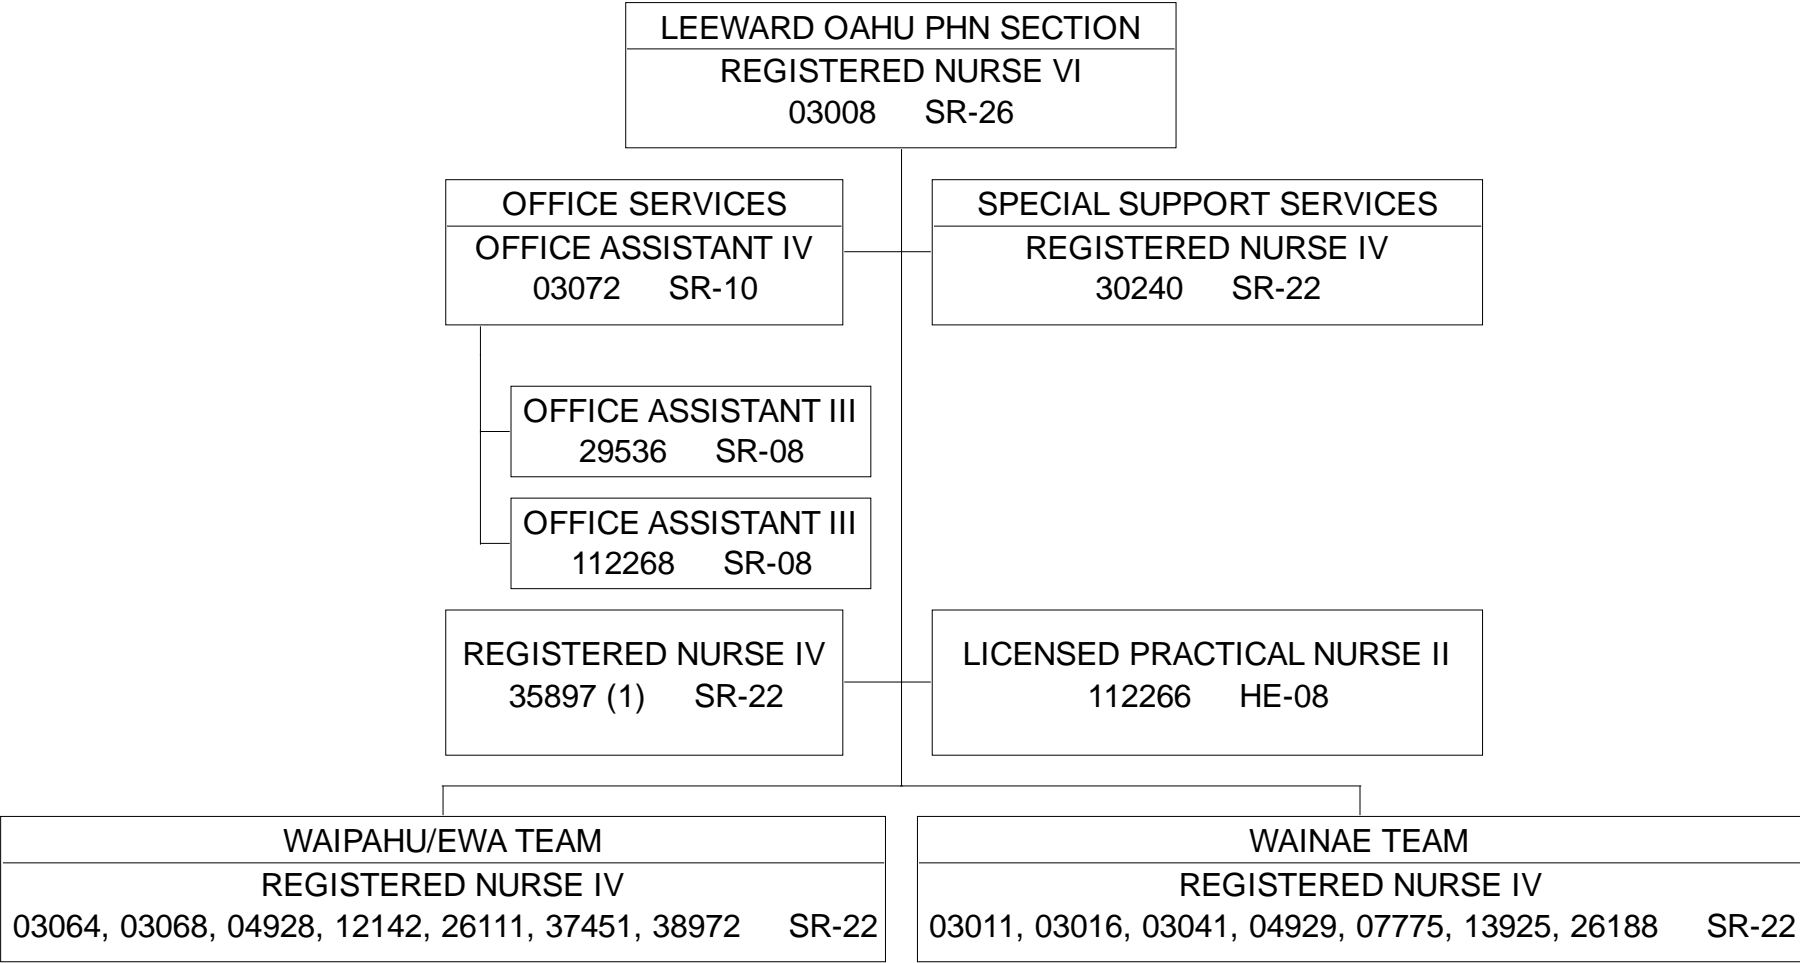 LEEWARD OAHU PHN SECTION
REGISTERED NURSE VI
03008 SR-26
OFFICE SERVICES
OFFICE ASSISTANT IV
03072 SR-10
SPECIAL SUPPORT SERVICES
REGISTERED NURSE IV
30240 SR-22
OFFICE ASSISTANT III
29536 SR-08
OFFICE ASSISTANT III
112268 SR-08
REGISTERED NURSE IV
35897 (1) SR-22
LICENSED PRACTICAL NURSE II
112266 HE-08
WAIPAHU/EWA TEAM
REGISTERED NURSE IV
03064, 03068, 04928, 12142, 26111, 37451, 38972 SR-22
WAINAE TEAM
REGISTERED NURSE IV
03011, 03016, 03041, 04929, 07775, 13925, 26188 SR-22